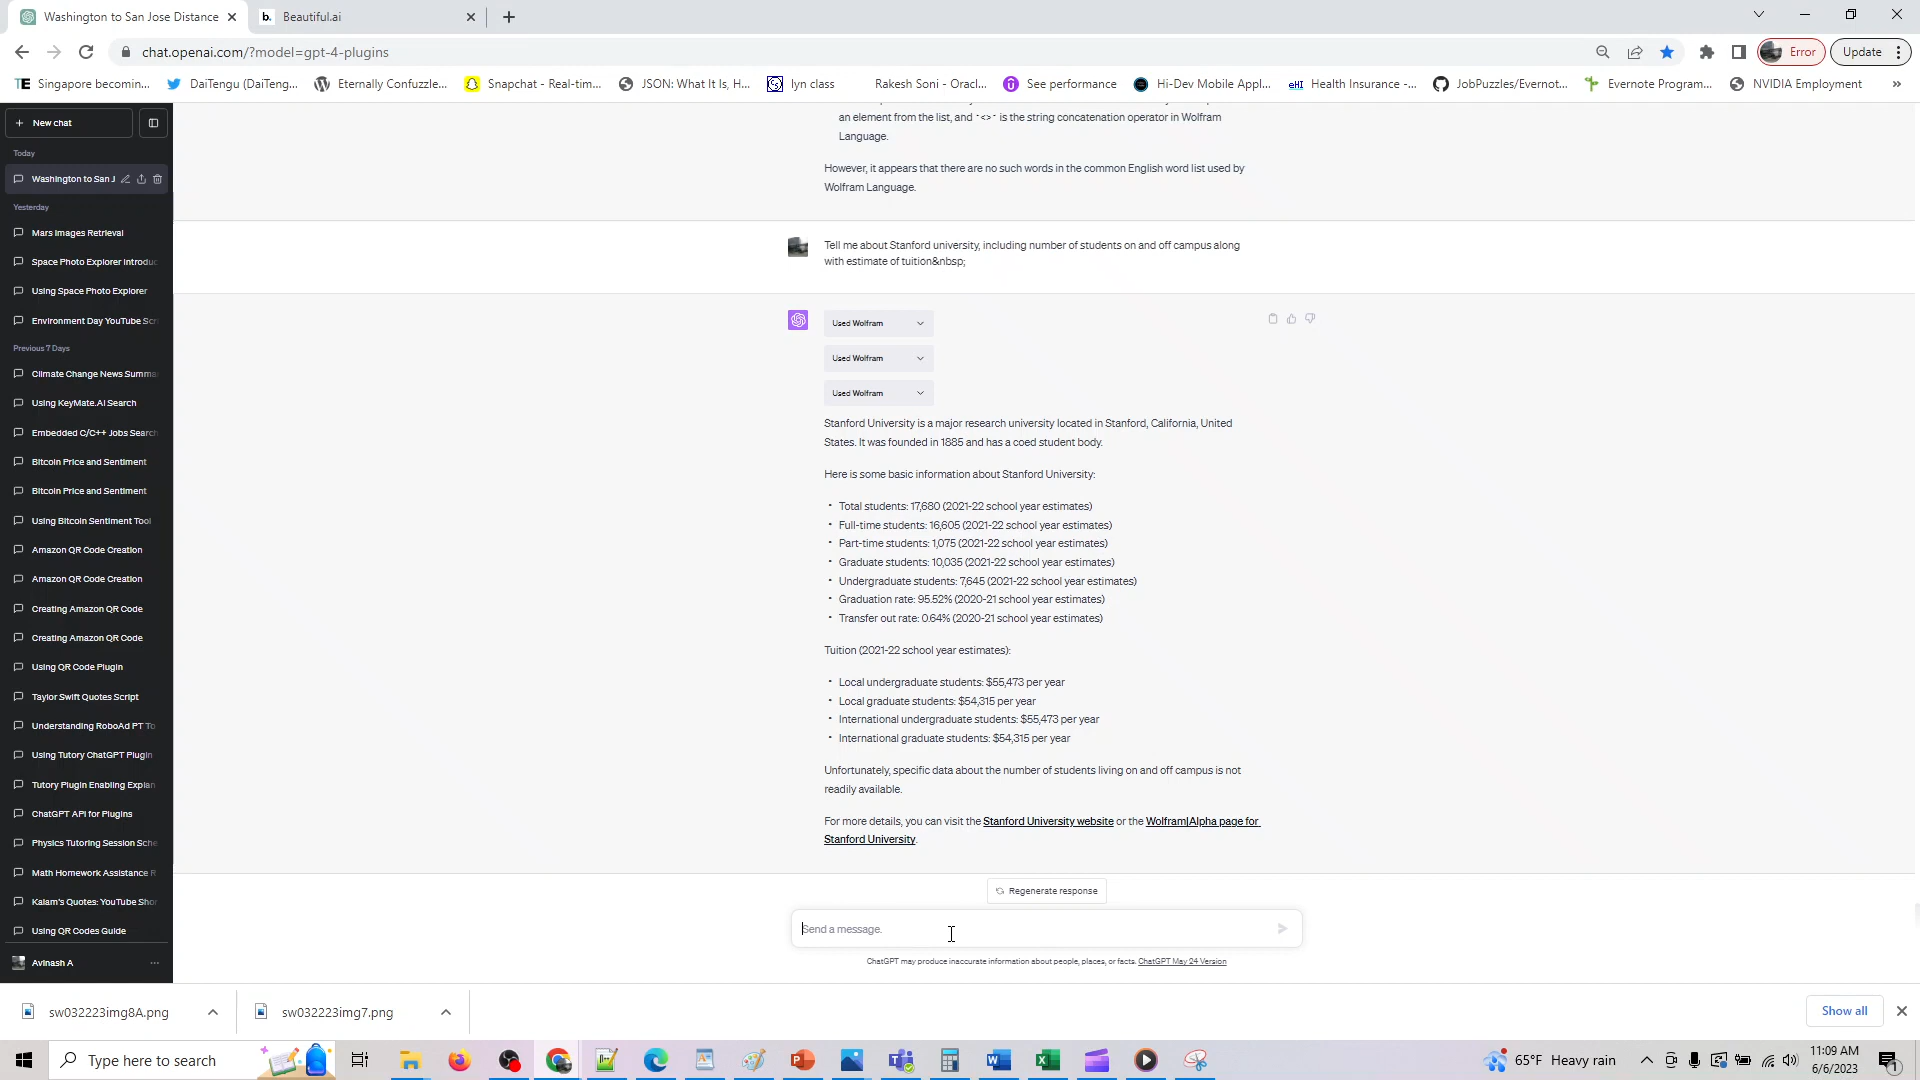 Washington to San Jose Distance
b. Beautiful.ai
chat.openai.com/?model=gpt-4-plugins
Error
Update
TE Singapore becomin...
DaiTengu (DaiTeng...
Eternally Confuzzle...
Snapchat - Real-tim...
JSON: What It Is, H...
lyn class
Rakesh Soni - Oracl...
See performance
Hi-Dev Mobile Appl...
eHI Health Insurance -...
JobPuzzles/Evernot...
Evernote Program...
NVIDIA Employment
»
+ New chat
Today
Washington to San J
Yesterday
Mars Images Retrieval
Space Photo Explorer Introduc
Using Space Photo Explorer
Environment Day YouTube Scr
Previous 7 Days
Climate Change News Summa
Using KeyMate.AI Search
Embedded C/C++ Jobs Search
Bitcoin Price and Sentiment
Bitcoin Price and Sentiment
Using Bitcoin Sentiment Tool
Amazon QR Code Creation
Amazon QR Code Creation
Creating Amazon QR Code
Creating Amazon QR Code
Using QR Code Plugin
Taylor Swift Quotes Script
Understanding RoboAd PT To
Using Tutory ChatGPT Plugin
Tutory Plugin Enabling Explan
ChatGPT API for Plugins
Physics Tutoring Session Sche
Math Homework Assistance R
Kalam's Quotes: YouTube Shor
Using QR Codes Guide
Avinash A
...
an element from the list, and "<>" is the string concatenation operator in Wolfram
Language.
However, it appears that there are no such words in the common English word list used by
Wolfram Language.
Tell me about Stanford university, including number of students on and off campus along
with estimate of tuition&nbsp;
Used Wolfram
Used Wolfram
Used Wolfram
Stanford University is a major research university located in Stanford, California, United
States. It was founded in 1885 and has a coed student body.
Here is some basic information about Stanford University:
• Total students: 17,680 (2021-22 school year estimates)
• Full-time students: 16,605 (2021-22 school year estimates)
• Part-time students: 1,075 (2021-22 school year estimates)
• Graduate students: 10,035 (2021-22 school year estimates)
• Undergraduate students: 7,645 (2021-22 school year estimates)
• Graduation rate: 95.52% (2020-21 school year estimates)
• Transfer out rate: 0.64% (2020-21 school year estimates)
Tuition (2021-22 school year estimates):
• Local undergraduate students: $55,473 per year
• Local graduate students: $54,315 per year
• International undergraduate students: $55,473 per year
• International graduate students: $54,315 per year
Unfortunately, specific data about the number of students living on and off campus is not
readily available.
For more details, you can visit the Stanford University website or the Wolfram|Alpha page for
Stanford University.
Regenerate response
Send a message.
ChatGPT may produce inaccurate information about people, places, or facts. ChatGPT May 24 Version
sw032223img8A.png
sw032223img7.png
Show all
Type here to search
65°F Heavy rain
11:09 AM
6/6/2023
1